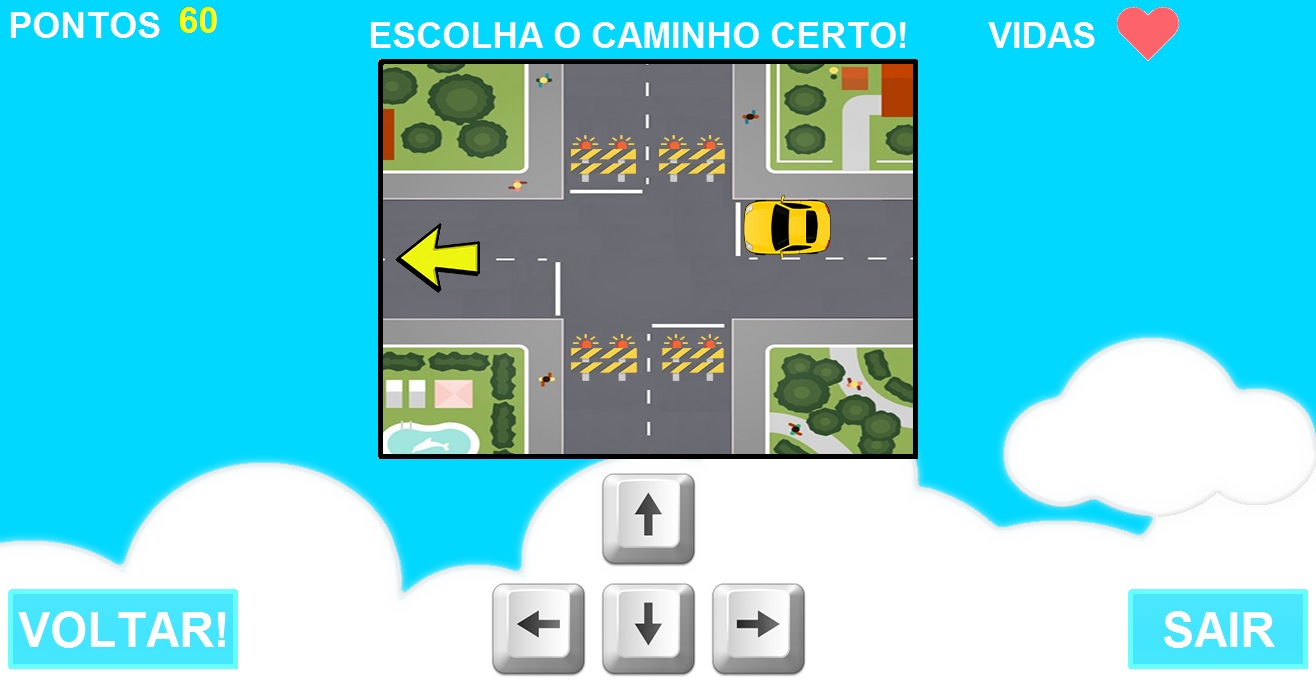 PONTOS 60
ESCOLHA O CAMINHO CERTO!
VIDAS
VOLTAR!
SAIR